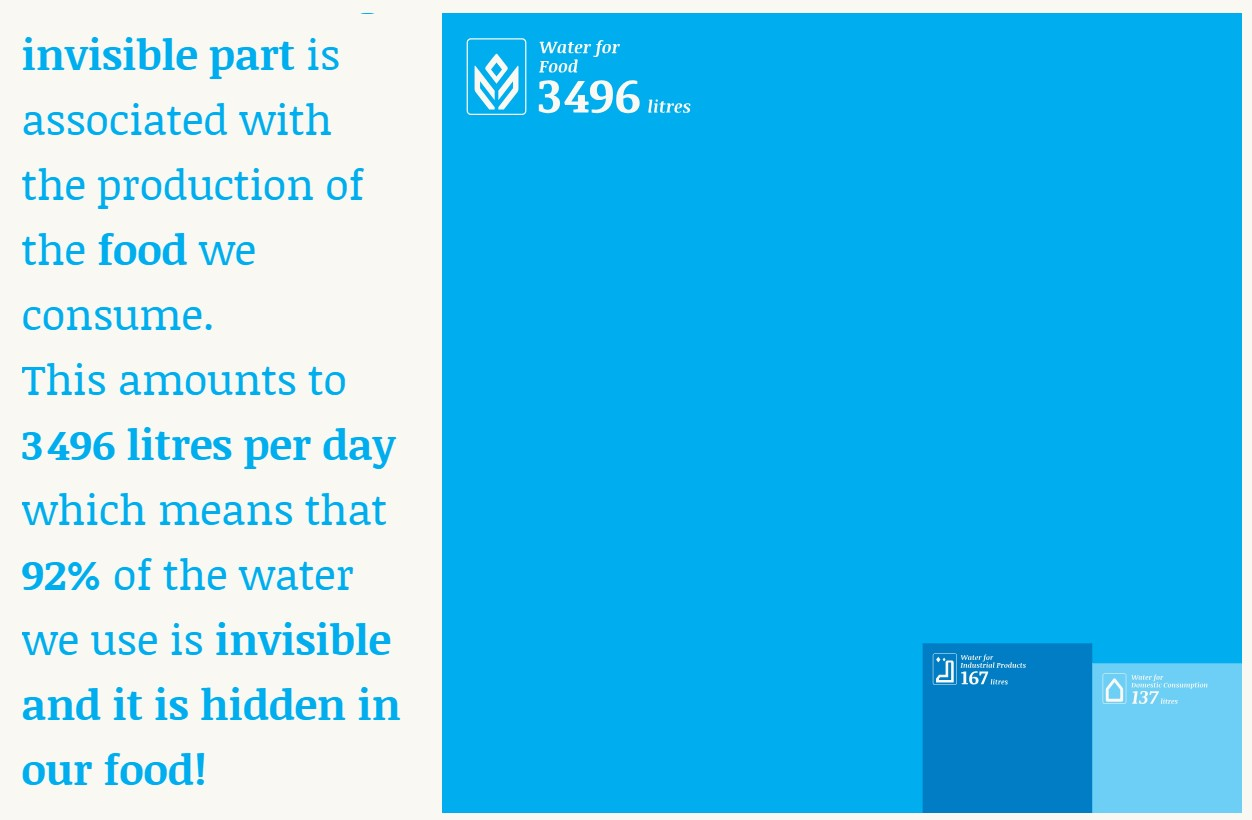 invisible part is
associated with
the production of
the food we
consume.
This amounts to
3 496 litres per day
which means that
92% of the water
we use is invisible
and it is hidden in
our food!
Water for
Food
3496 litres
Water for
Industrial Products
167 litres
Water for
Domestic Consumption
137 litres